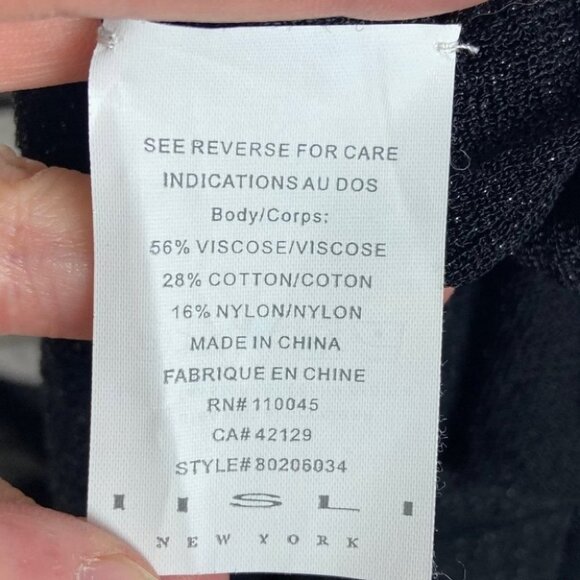 SEE REVERSE FOR CARE
INDICATIONS AU DOS
Body/Corps:
56% VISCOSE/VISCOSE
28% COTTON/COTON
16% NYLON/NYLON
MADE IN CHINA
FABRIQUE EN CHINE
RN# 110045
CA# 42129
STYLE# 80206034
I I S L I
NEW YORK